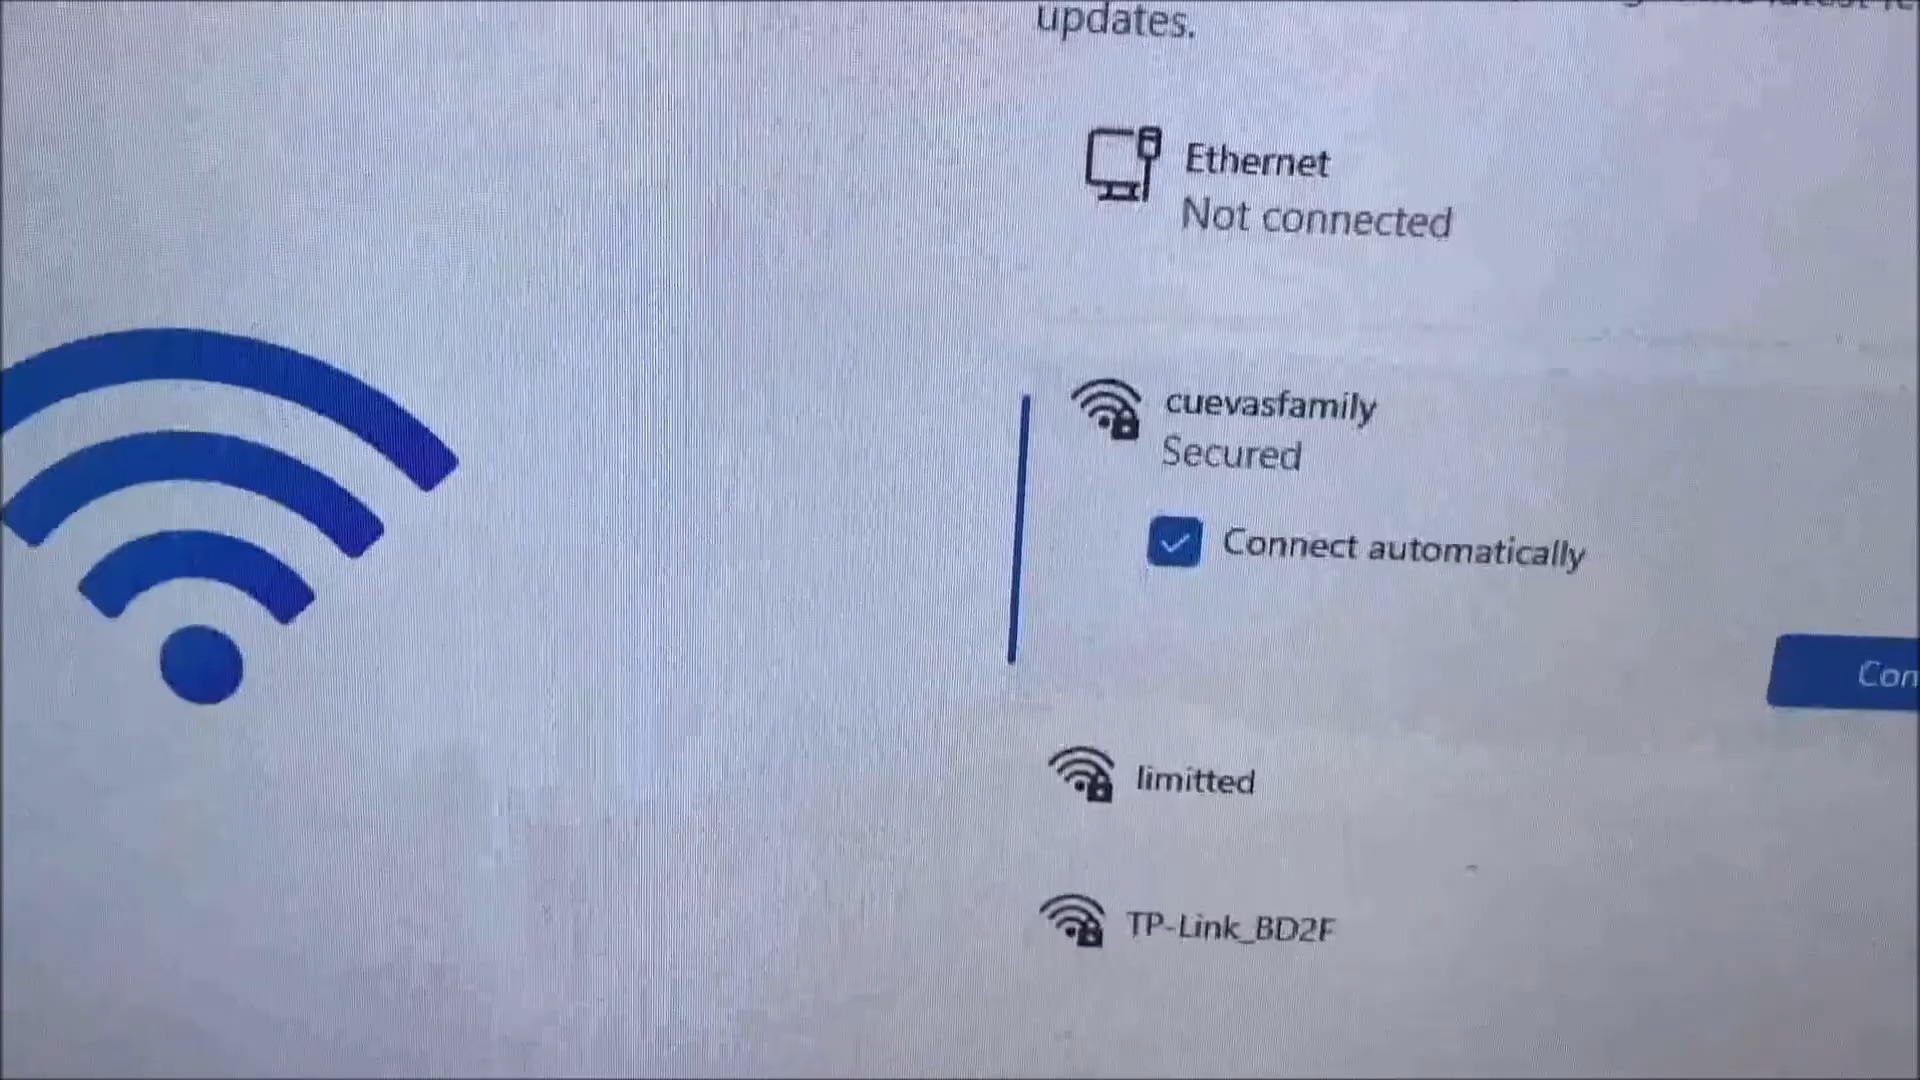 updates.
Ethernet
Not connected
cuevasfamily
Secured
Connect automatically
Con
limitted
TP-Link_BD2F